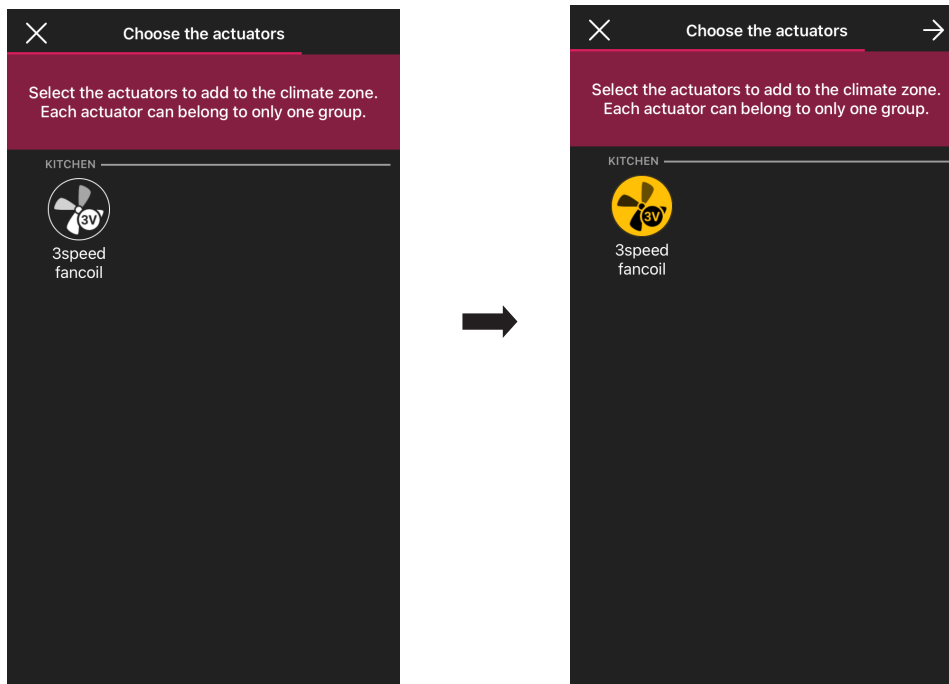 Choose the actuators
Select the actuators to add to the climate zone.
Each actuator can belong to only one group.
KITCHEN
3V
3speed
fancoil
Choose the actuators
Select the actuators to add to the climate zone.
Each actuator can belong to only one group.
KITCHEN
3V
3speed
fancoil